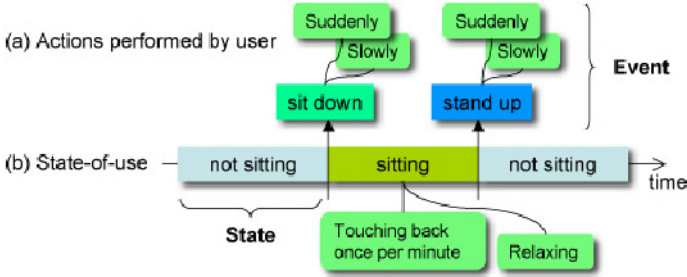 Suddenly
Suddenly
(a) Actions performed by user
Slowly
Slowly
Event
sit down
stand up
(b) State-of-use
not sitting
sitting
not sitting
time
State
Touching back
once per minute
Relaxing